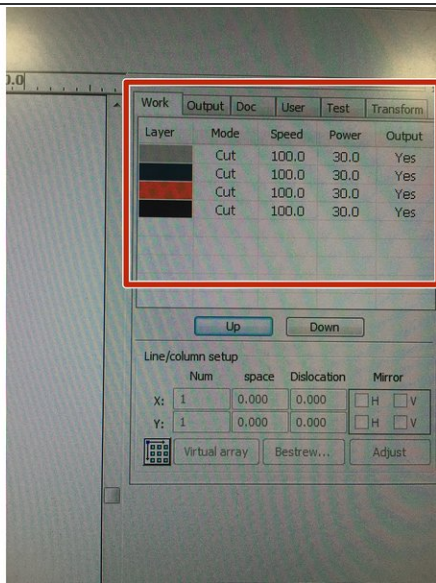 0.0
Work Output Doc User Test Transform
Layer Mode Speed Power Output
Cut 100.0 30.0 Yes
Cut 100.0 30.0 Yes
Cut 100.0 30.0 Yes
Cut 100.0 30.0 Yes
Up Down
Line/column setup
Num space Dislocation Mirror
X: 1 0.000 0.000 H V
Y: 1 0.000 0.000 H V
Virtual array Bestrew... Adjust